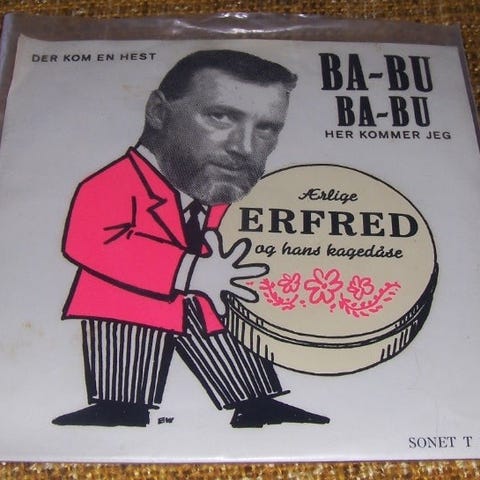 DER KOM EN HEST
BA-BU
BA-BU
HER KOMMER JEG
Ærlige
ERFRED
og hans kagedåse
EW
SONET T